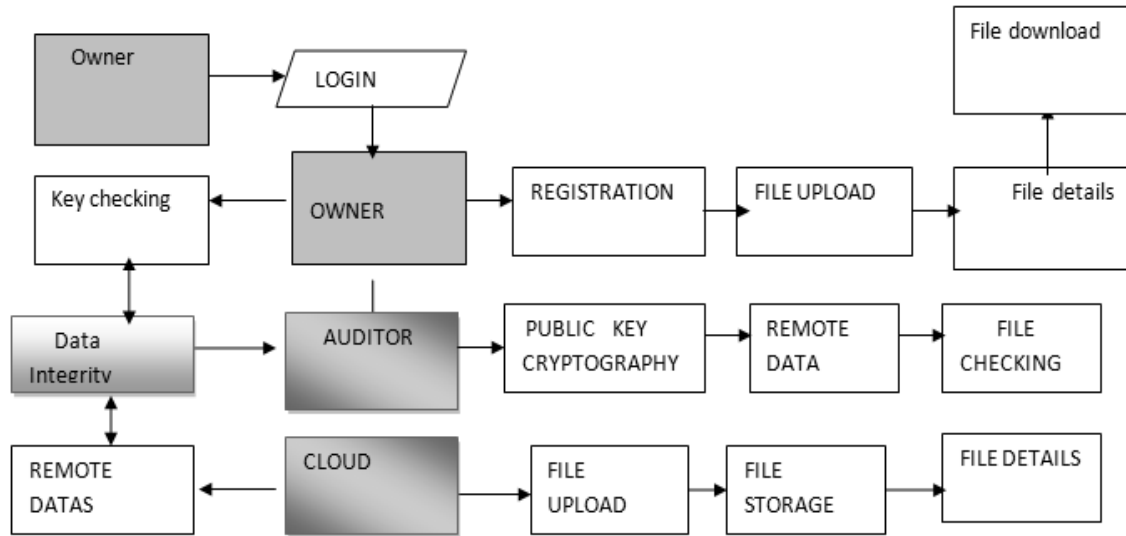 Owner
LOGIN
File download
Key checking
OWNER
REGISTRATION
FILE UPLOAD
File details
Data
Integrity
AUDITOR
PUBLIC KEY
CRYPTOGRAPHY
REMOTE
DATA
FILE
CHECKING
REMOTE
DATAS
CLOUD
FILE
UPLOAD
FILE
STORAGE
FILE DETAILS